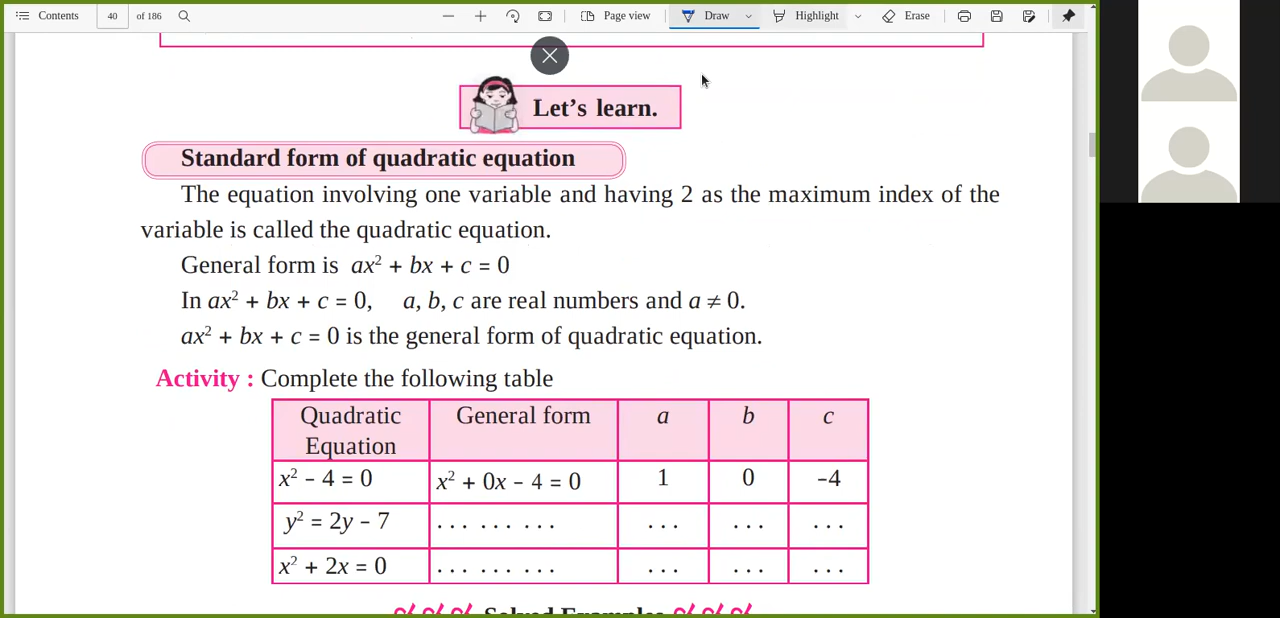 Contents 40 of 186 Page view Draw Highlight Erase
Let's learn.
Standard form of quadratic equation
The equation involving one variable and having 2 as the maximum index of the
variable is called the quadratic equation.
General form is ax² + bx + c = 0
In ax² + bx + c = 0, a, b, c are real numbers and a ≠ 0.
ax² + bx + c = 0 is the general form of quadratic equation.
Activity : Complete the following table
Quadratic Equation General form a b c
x² − 4 = 0 x² + 0x − 4 = 0 1 0 −4
y² = 2y − 7 ... ... ... ... ... ...
x² + 2x = 0 ... ... ... ... ... ...
Solved Examples